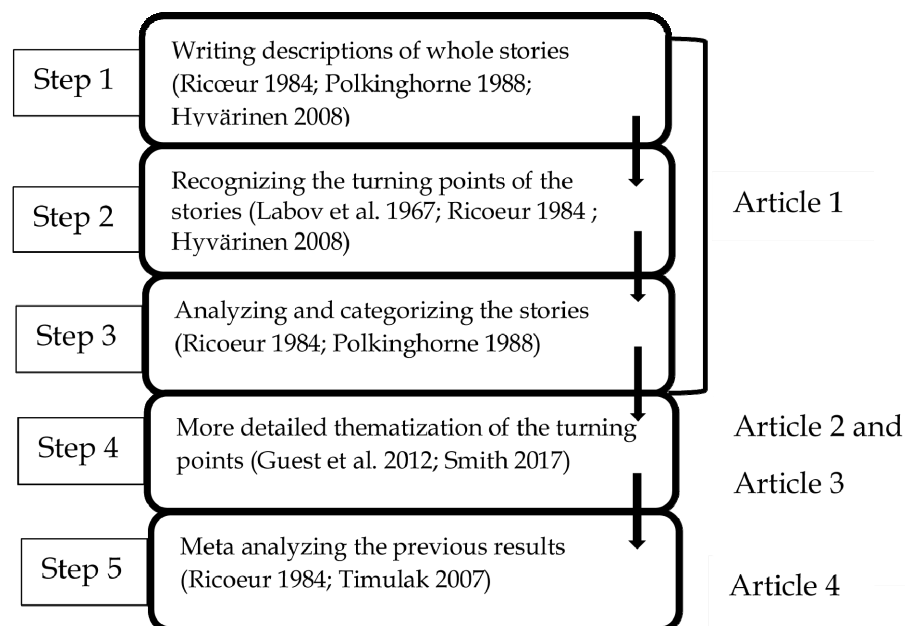 Step 1
Writing descriptions of whole stories
(Ricœur 1984; Polkinghorne 1988;
Hyvärinen 2008)
Step 2
Recognizing the turning points of the
stories (Labov et al. 1967; Ricoeur 1984 ;
Hyvärinen 2008)
Article 1
Step 3
Analyzing and categorizing the stories
(Ricoeur 1984; Polkinghorne 1988)
Step 4
More detailed thematization of the turning
points (Guest et al. 2012; Smith 2017)
Article 2 and
Article 3
Step 5
Meta analyzing the previous results
(Ricoeur 1984; Timulak 2007)
Article 4